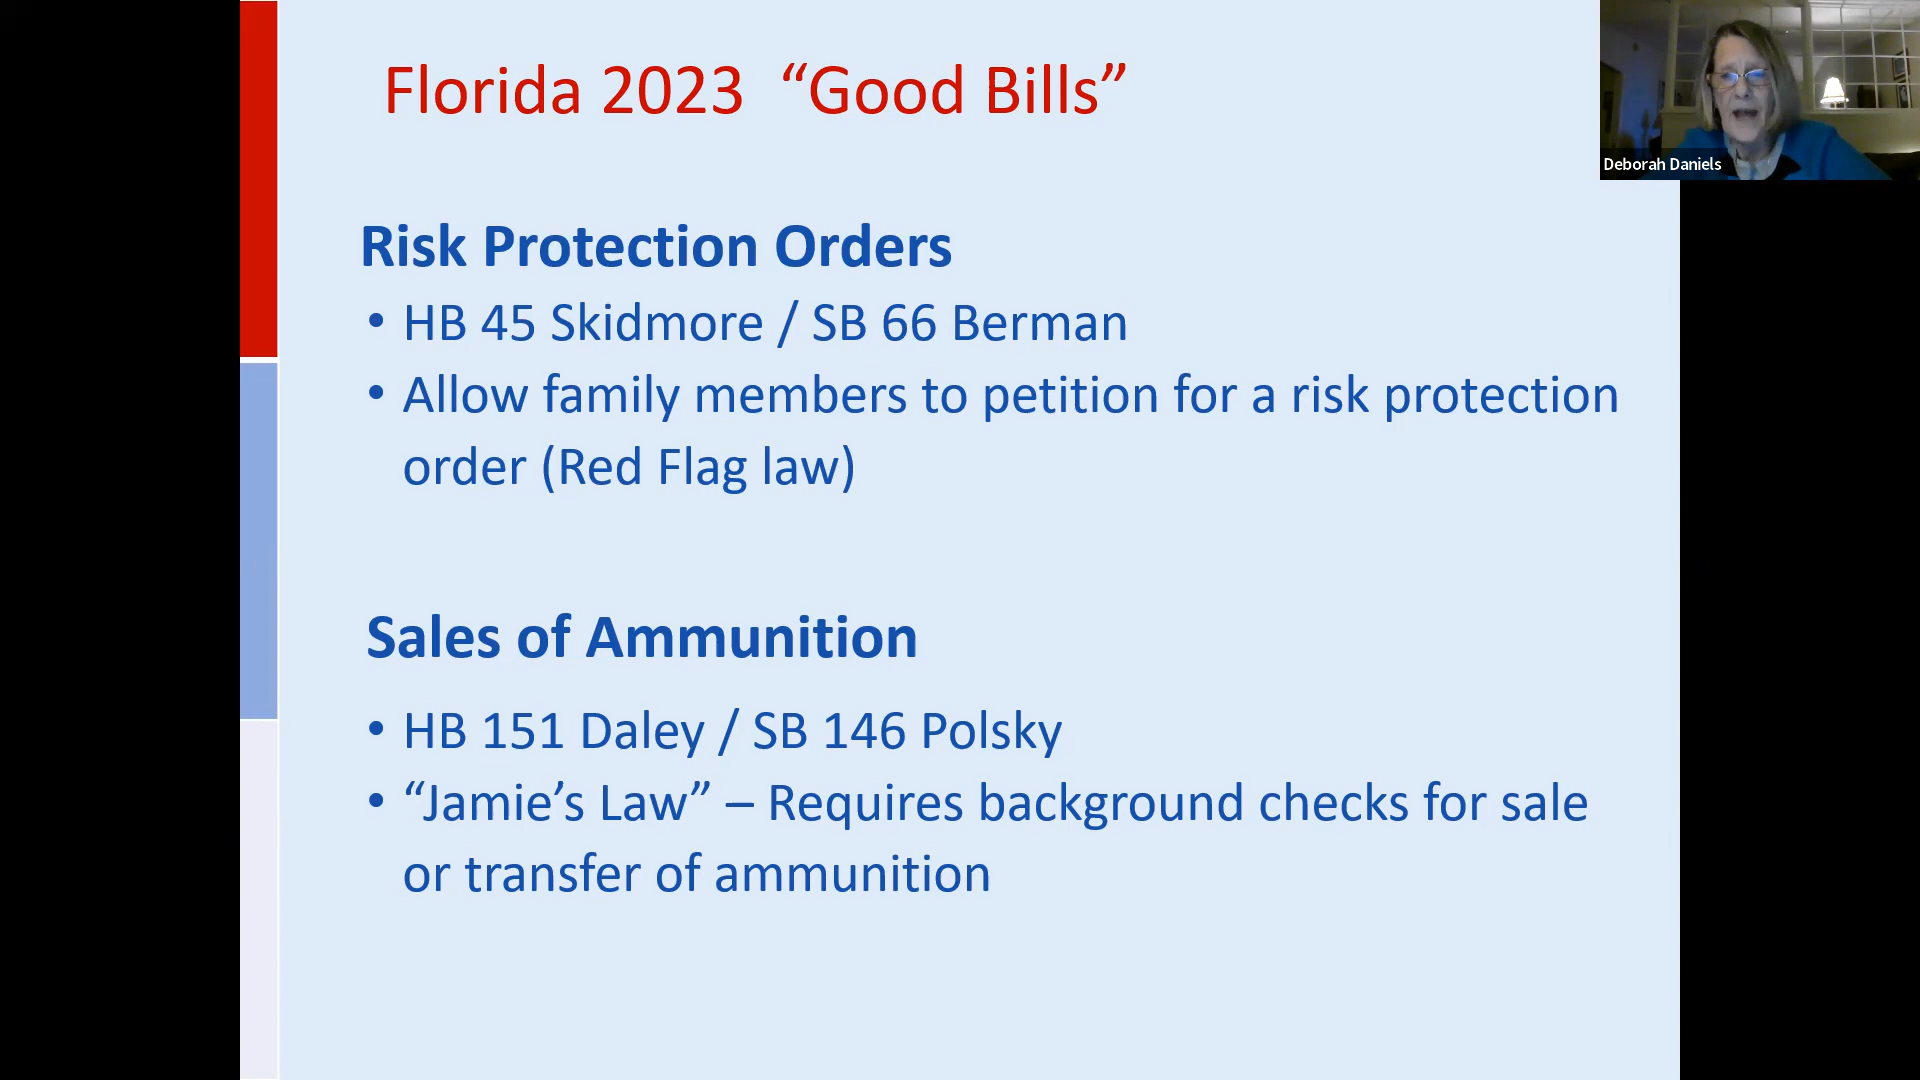 Florida 2023 “Good Bills”
Deborah Daniels
Risk Protection Orders
• HB 45 Skidmore / SB 66 Berman
• Allow family members to petition for a risk protection
order (Red Flag law)
Sales of Ammunition
• HB 151 Daley / SB 146 Polsky
• “Jamie’s Law” – Requires background checks for sale
or transfer of ammunition